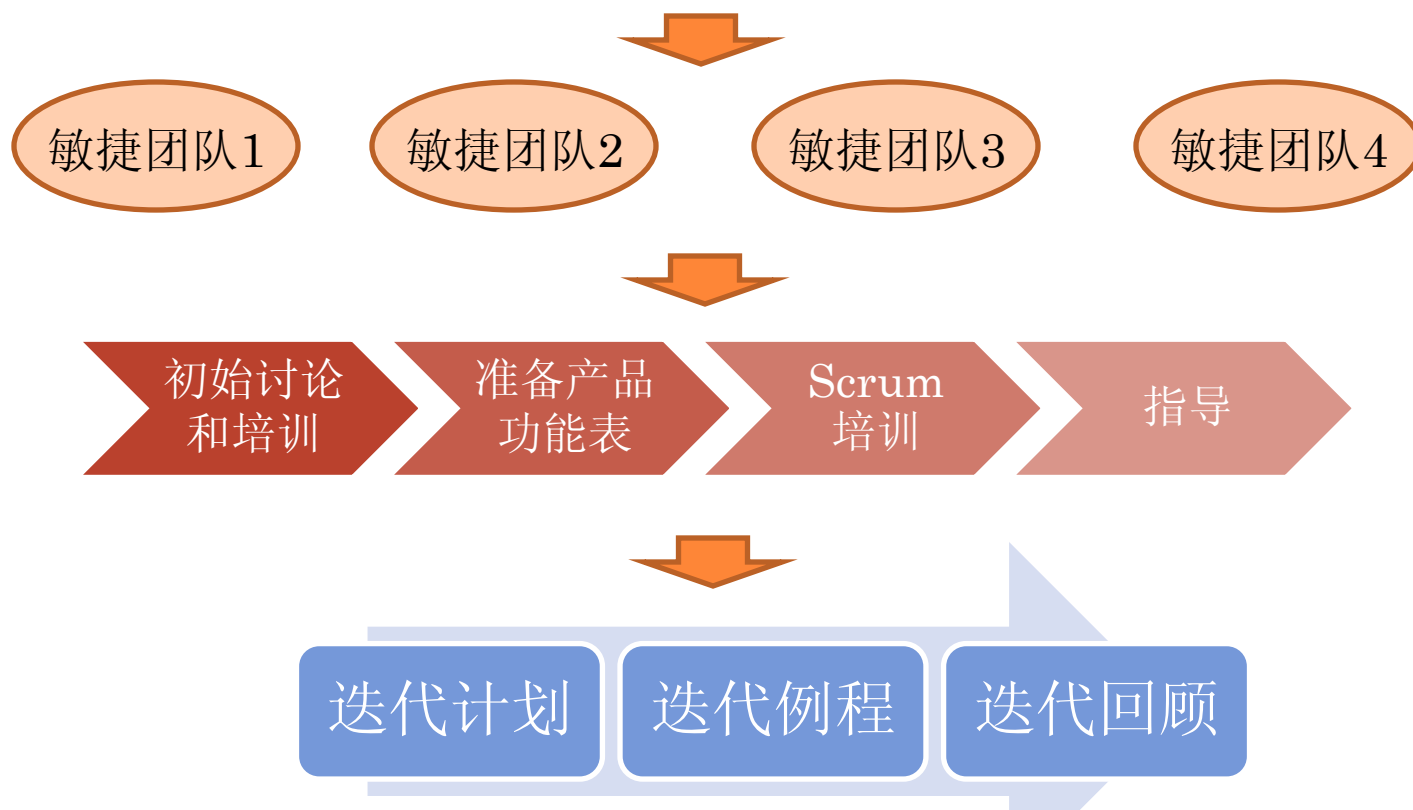 敏捷团队1
敏捷团队2
敏捷团队3
敏捷团队4
初始讨论
和培训
准备产品
功能表
Scrum
培训
指导
迭代计划
迭代例程
迭代回顾